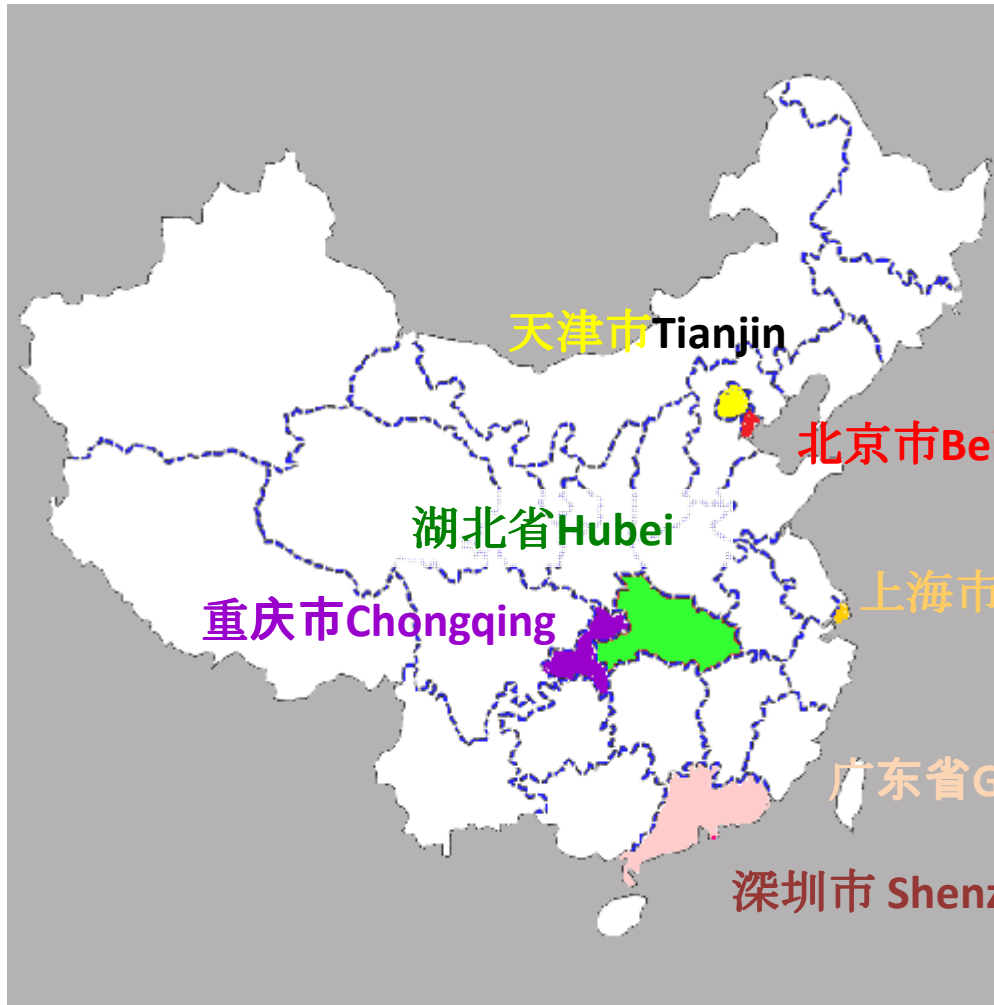 天津市Tianjin
北京市Bei
湖北省Hubei
上海市
重庆市Chongqing
广东省G
深圳市 Shenz